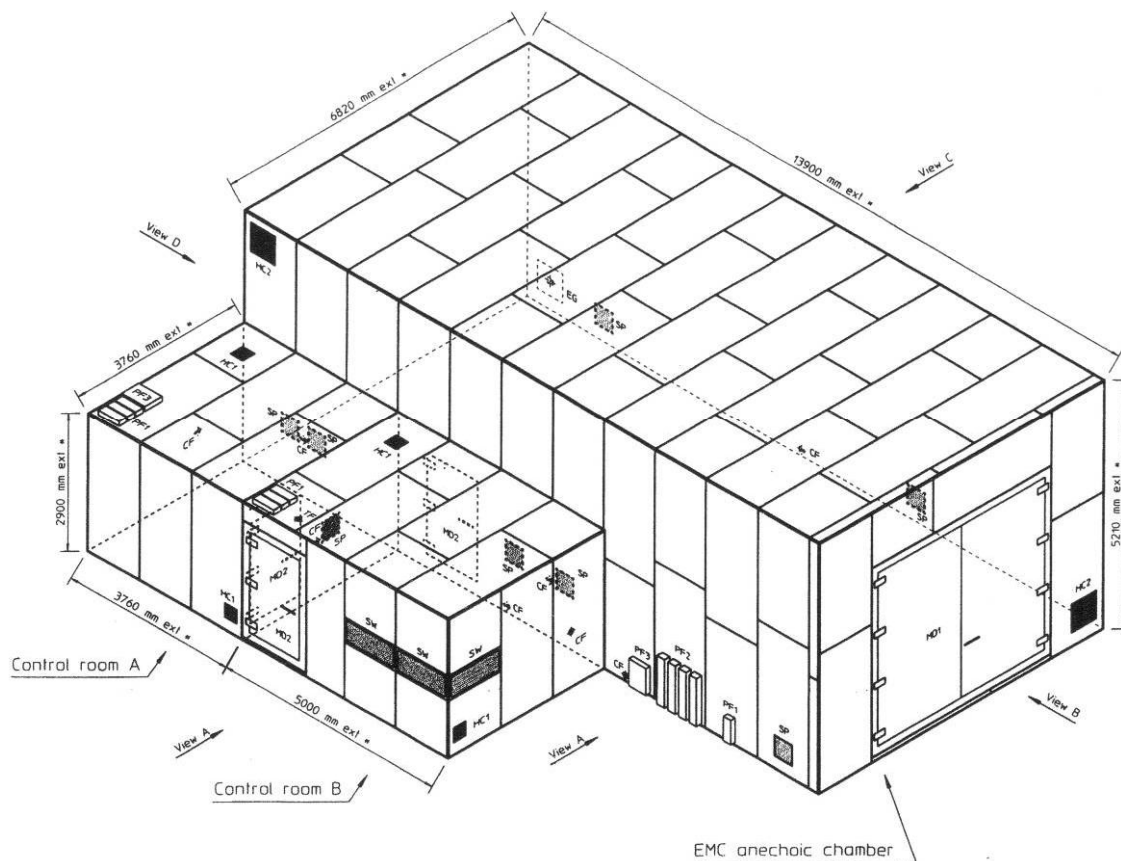 6820 mm ext *
13900 mm ext *
View C
View D
HC2
EG
SP
3760 mm ext *
HC1
PF3
PF1
CF
SP
SP
CF
HC1
CF
SP
2900 mm ext *
5210 mm ext *
PF1
CF
SP
MD2
SP
CF
SP
MD2
HC1
MD2
CF
CF
SW
SW
SW
HC1
HC2
MD1
CF
PF3
PF2
PF1
SP
3760 mm ext *
Control room A
5000 mm ext *
View A
View A
View B
Control room B
EMC anechoic chamber